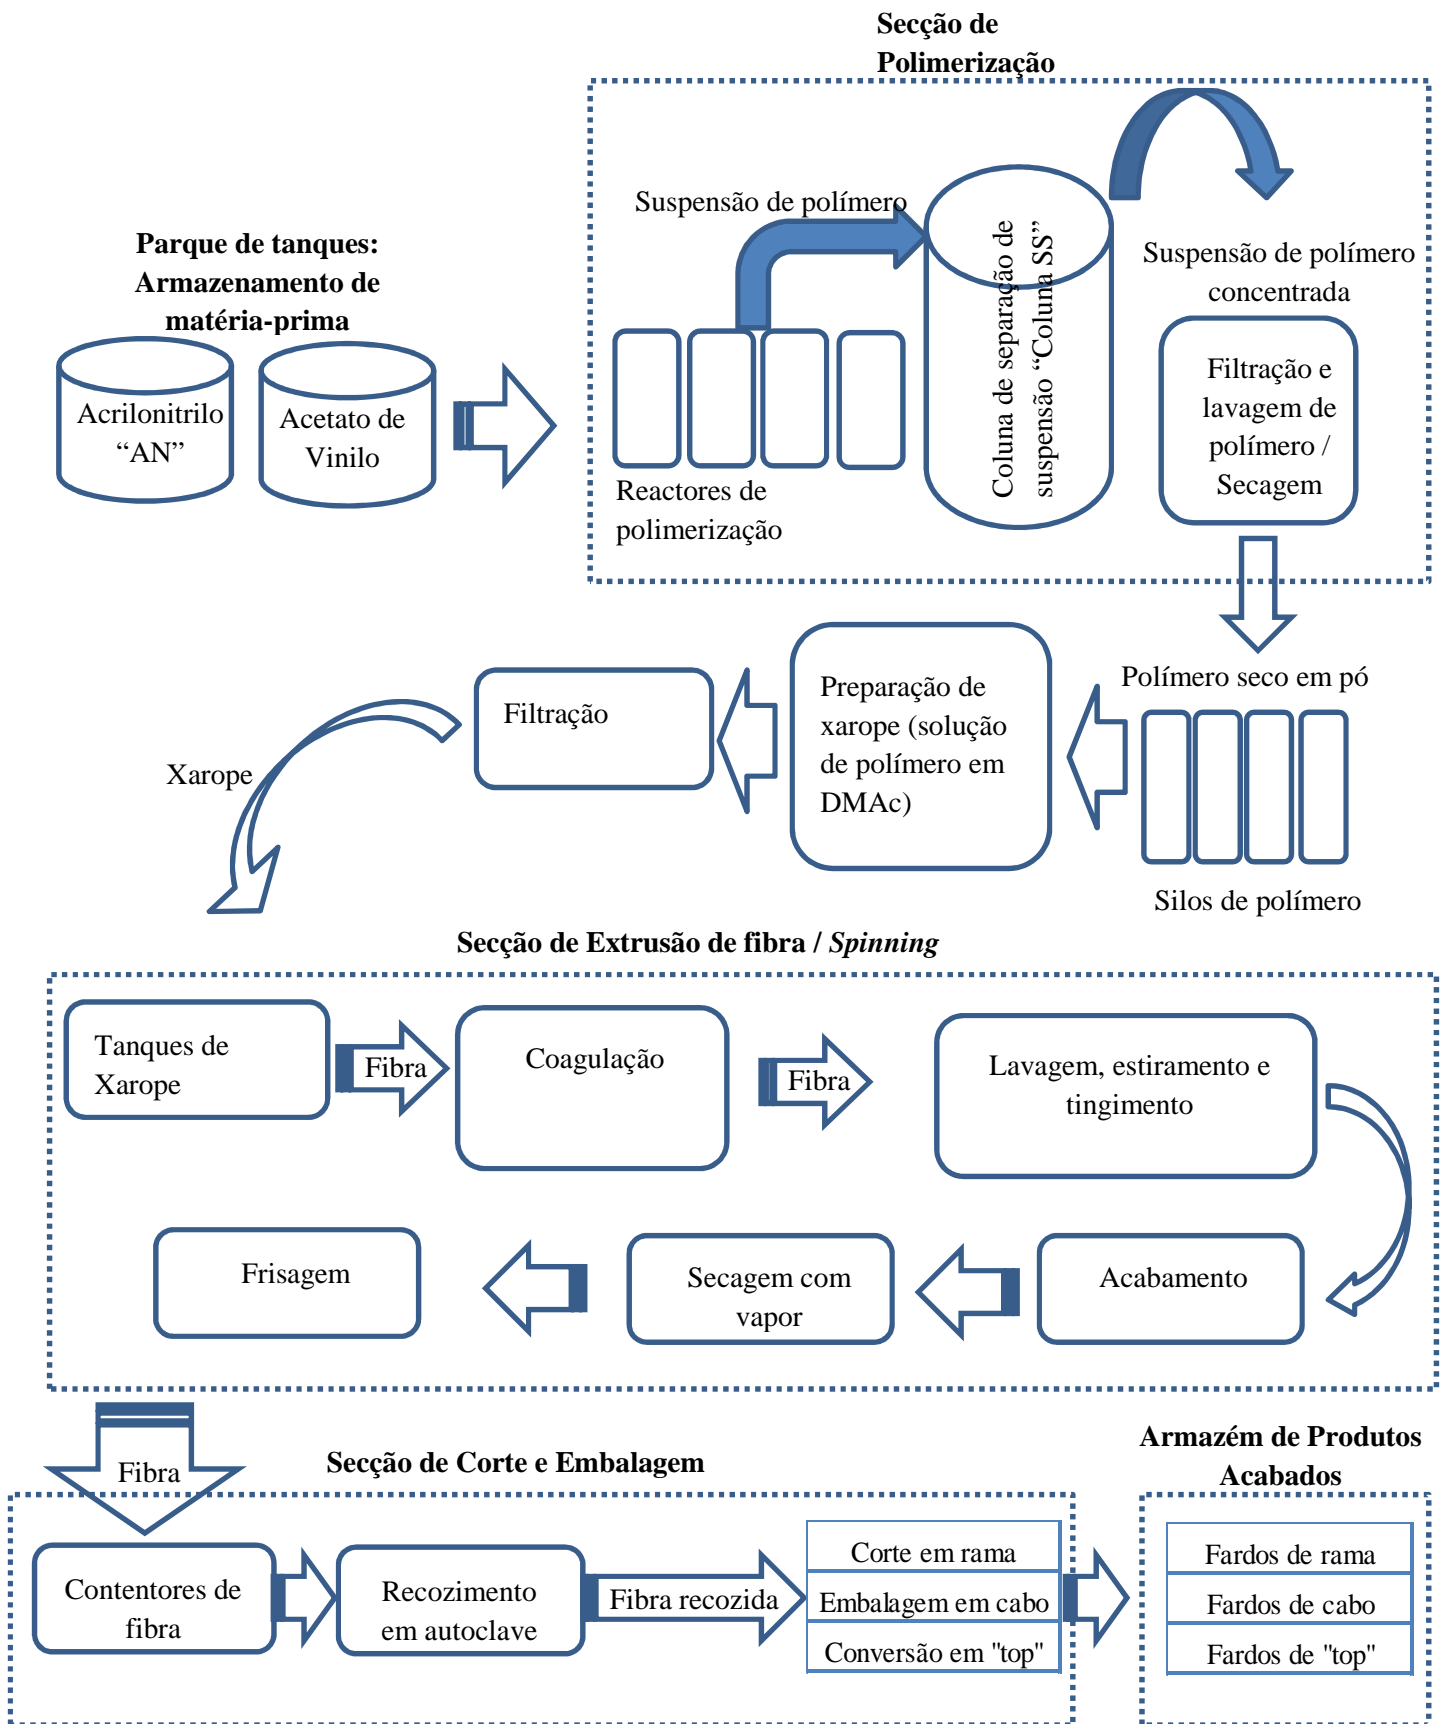 Secção de
Polimerização
Suspensão de polímero
Coluna de separação de
suspensão “Coluna SS”
Suspensão de polímero
concentrada
Parque de tanques:
Armazenamento de
matéria-prima
Acrilonitrilo
“AN”
Acetato de
Vinilo
Reactores de
polimerização
Filtração e
lavagem de
polímero /
Secagem
Polímero seco em pó
Silos de polímero
Preparação de
xarope (solução
de polímero em
DMAc)
Filtração
Xarope
Secção de Extrusão de fibra / Spinning
Tanques de
Xarope
Fibra
Coagulação
Fibra
Lavagem, estiramento e
tingimento
Acabamento
Secagem com
vapor
Frisagem
Fibra
Secção de Corte e Embalagem
Contentores de
fibra
Recozimento
em autoclave
Fibra recozida
Corte em rama
Embalagem em cabo
Conversão em "top"
Armazém de Produtos
Acabados
Fardos de rama
Fardos de cabo
Fardos de "top"